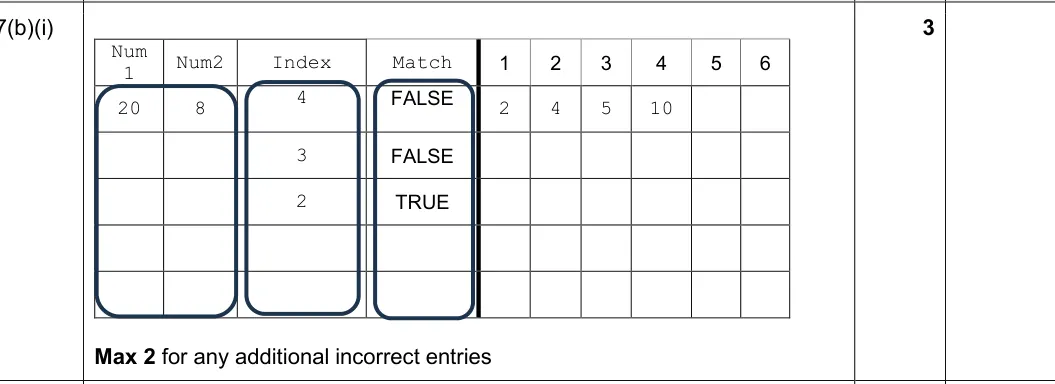 7(b)(i) 3
Num 1 Num2 Index Match 1 2 3 4 5 6
20 8 4 FALSE 2 4 5 10
3 FALSE
2 TRUE
Max 2 for any additional incorrect entries